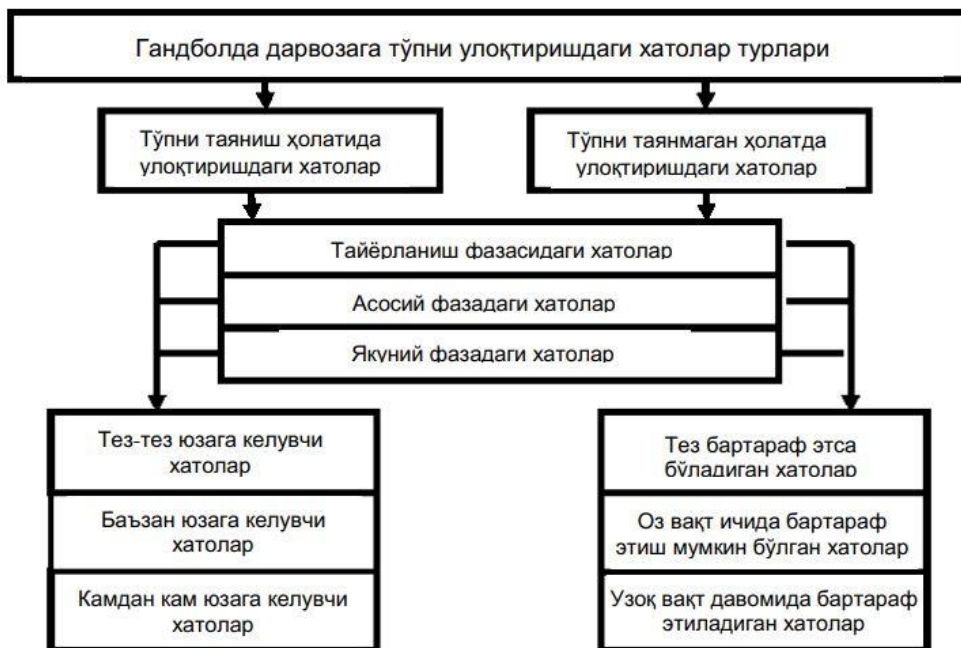 Гандболда дарвозага тўпни улоқтиришдаги хатолар турлари
Тўпни таяниш ҳолатида
улоқтиришдаги хатолар
Тўпни таянмаган ҳолатда
улоқтиришдаги хатолар
Тайёрланиш фазасидаги хатолар
Асосий фазадаги хатолар
Якуний фазадаги хатолар
Тез-тез юзага келувчи
хатолар
Баъзан юзага келувчи
хатолар
Камдан кам юзага келувчи
хатолар
Тез бартараф этса
бўладиган хатолар
Оз вақт ичида бартараф
этиш мумкин бўлган хатолар
Узоқ вақт давомида бартараф
этиладиган хатолар